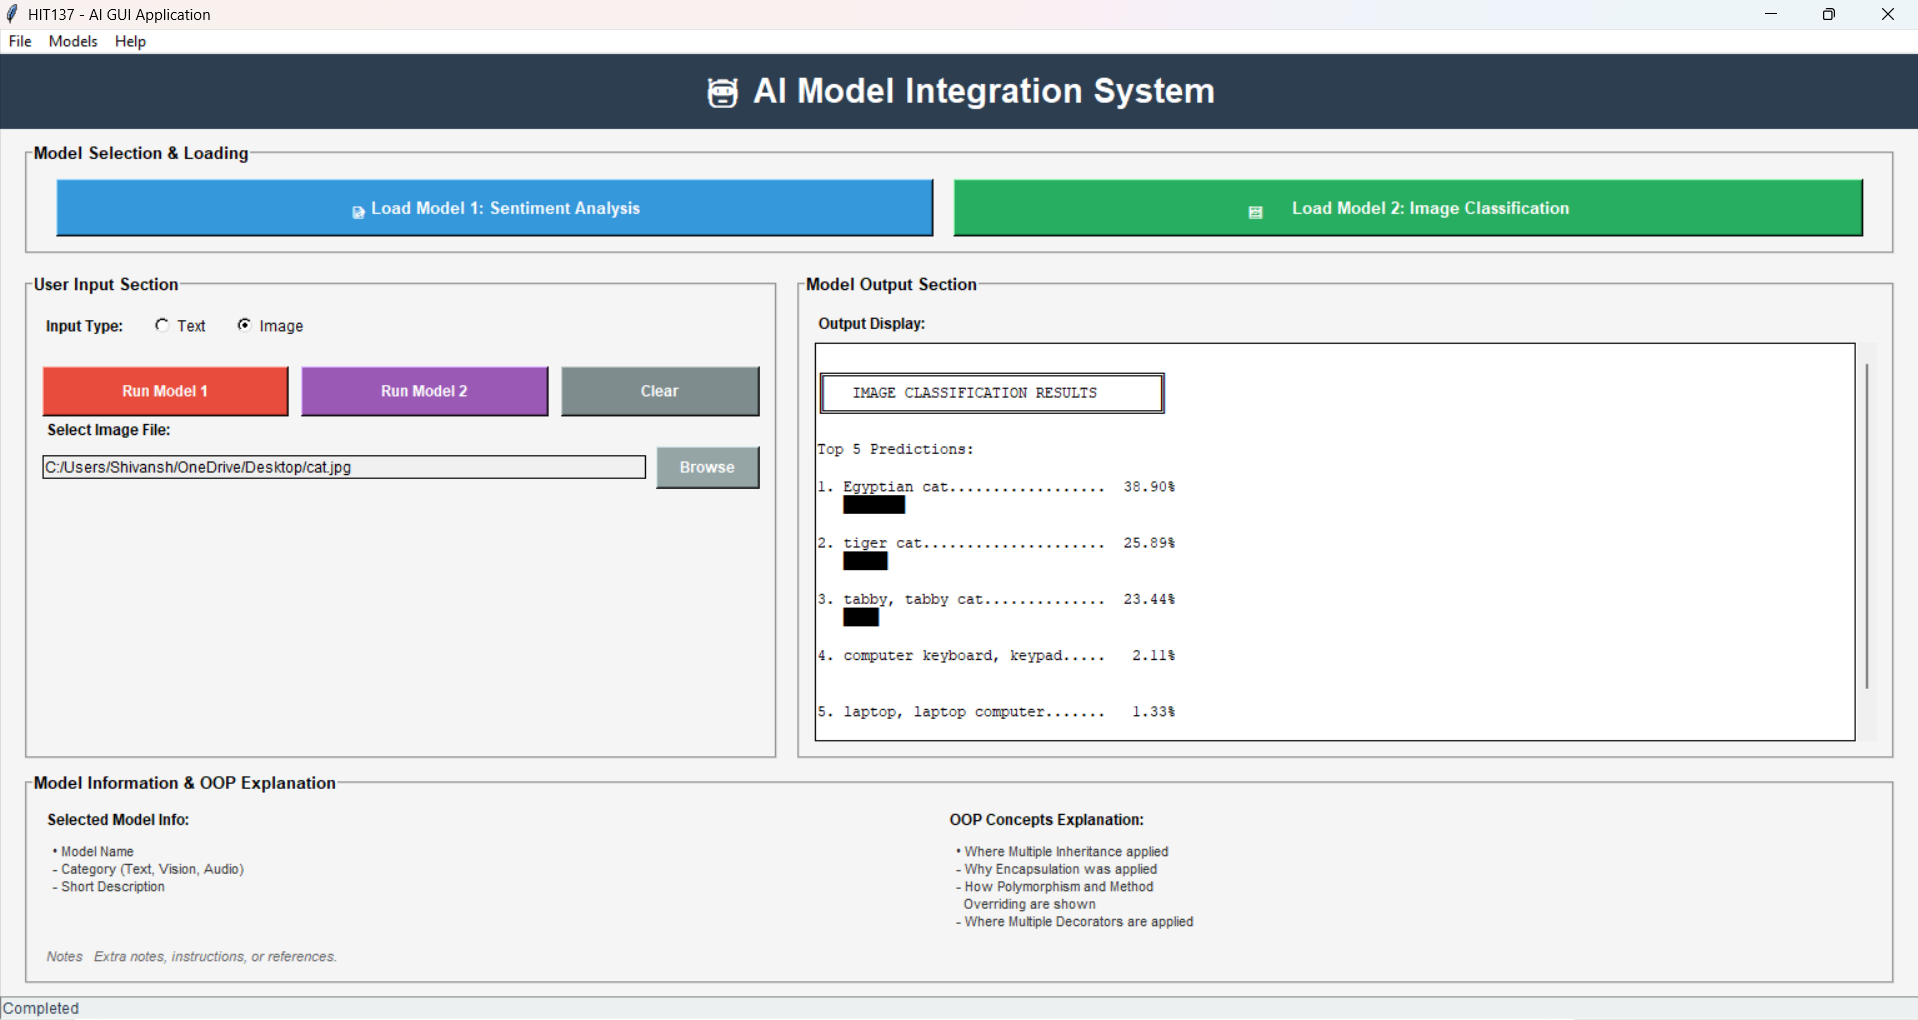 HIT137 - AI GUI Application
File Models Help
AI Model Integration System
Model Selection & Loading
Load Model 1: Sentiment Analysis
Load Model 2: Image Classification
User Input Section
Input Type: Text Image
Run Model 1
Run Model 2
Clear
Select Image File:
C:/Users/Shivansh/OneDrive/Desktop/cat.jpg
Browse
Model Output Section
Output Display:
IMAGE CLASSIFICATION RESULTS
Top 5 Predictions:
1. Egyptian cat.................. 38.90%
2. tiger cat..................... 25.89%
3. tabby, tabby cat.............. 23.44%
4. computer keyboard, keypad..... 2.11%
5. laptop, laptop computer....... 1.33%
Model Information & OOP Explanation
Selected Model Info:
• Model Name
- Category (Text, Vision, Audio)
- Short Description
OOP Concepts Explanation:
• Where Multiple Inheritance applied
- Why Encapsulation was applied
- How Polymorphism and Method
Overriding are shown
- Where Multiple Decorators are applied
Notes Extra notes, instructions, or references.
Completed